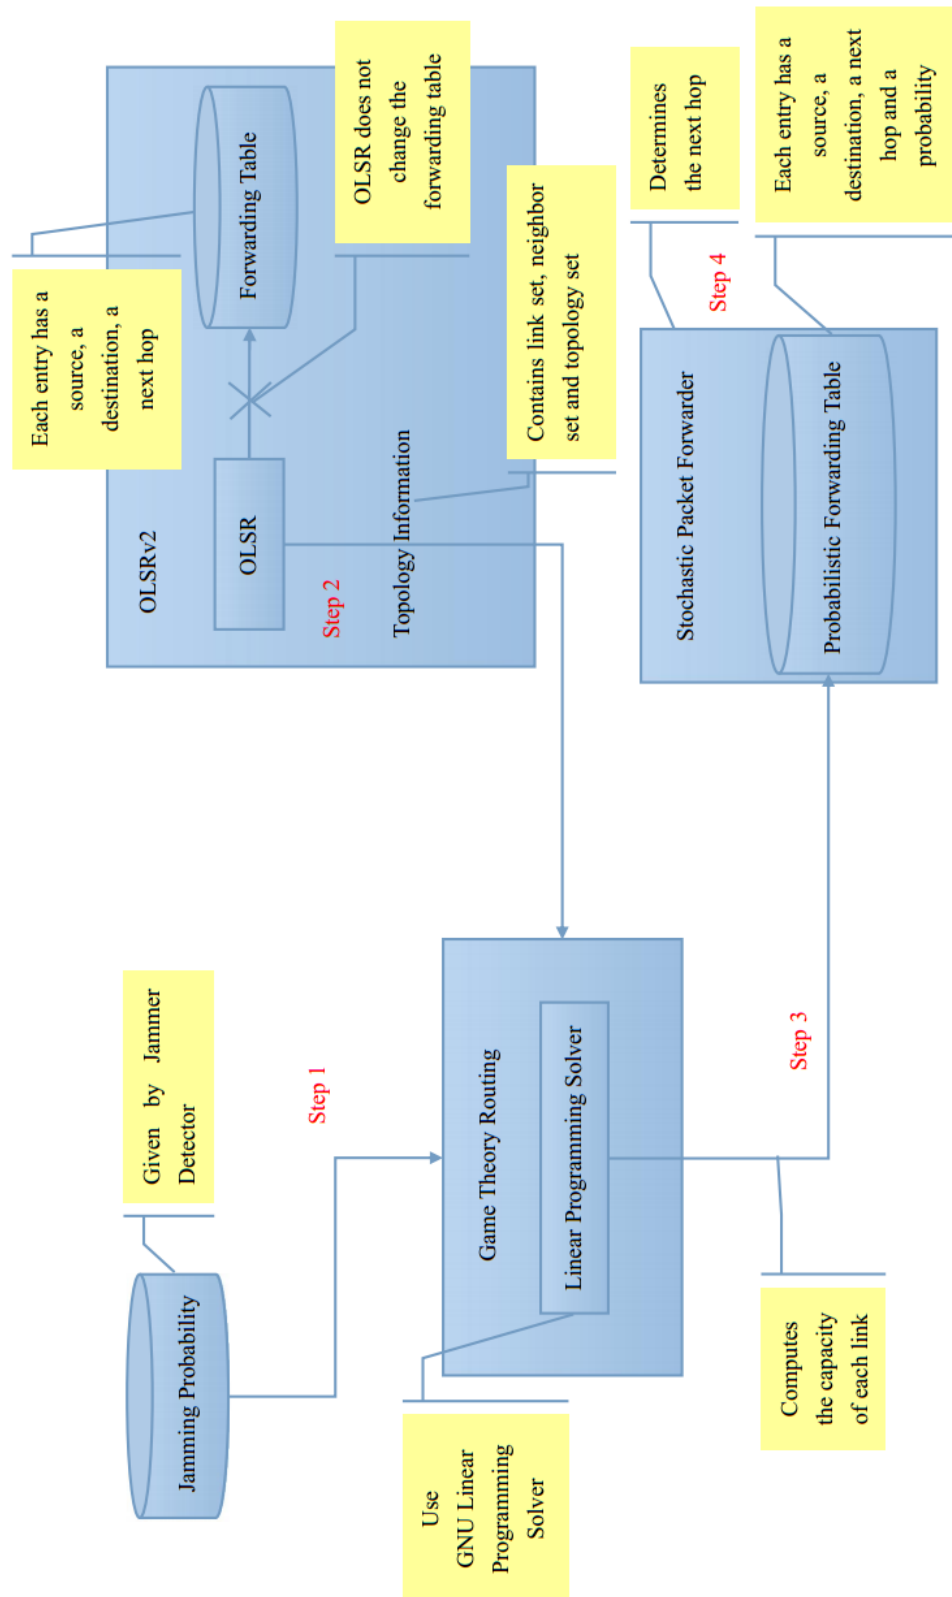 Jamming Probability
Given by Jammer
Detector
Step 1
Use
GNU Linear
Programming
Solver
Game Theory Routing
Linear Programming Solver
Computes
the capacity
of each link
Step 3
Each entry has a
source, a
destination, a
next hop
OLSRv2
OLSR
Forwarding Table
Step 2
OLSR does not
change the
forwarding table
Topology Information
Contains link set, neighbor
set and topology set
Determines
the next hop
Stochastic Packet Forwarder
Step 4
Probabilistic Forwarding Table
Each entry has a
source, a
destination, a next
hop and a
probability